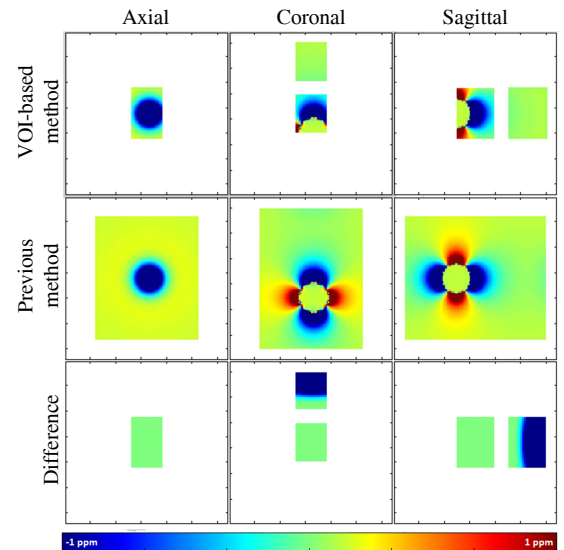 Axial
Coronal
Sagittal
VOI-based
method
Previous
method
Difference
-1 ppm
1 ppm